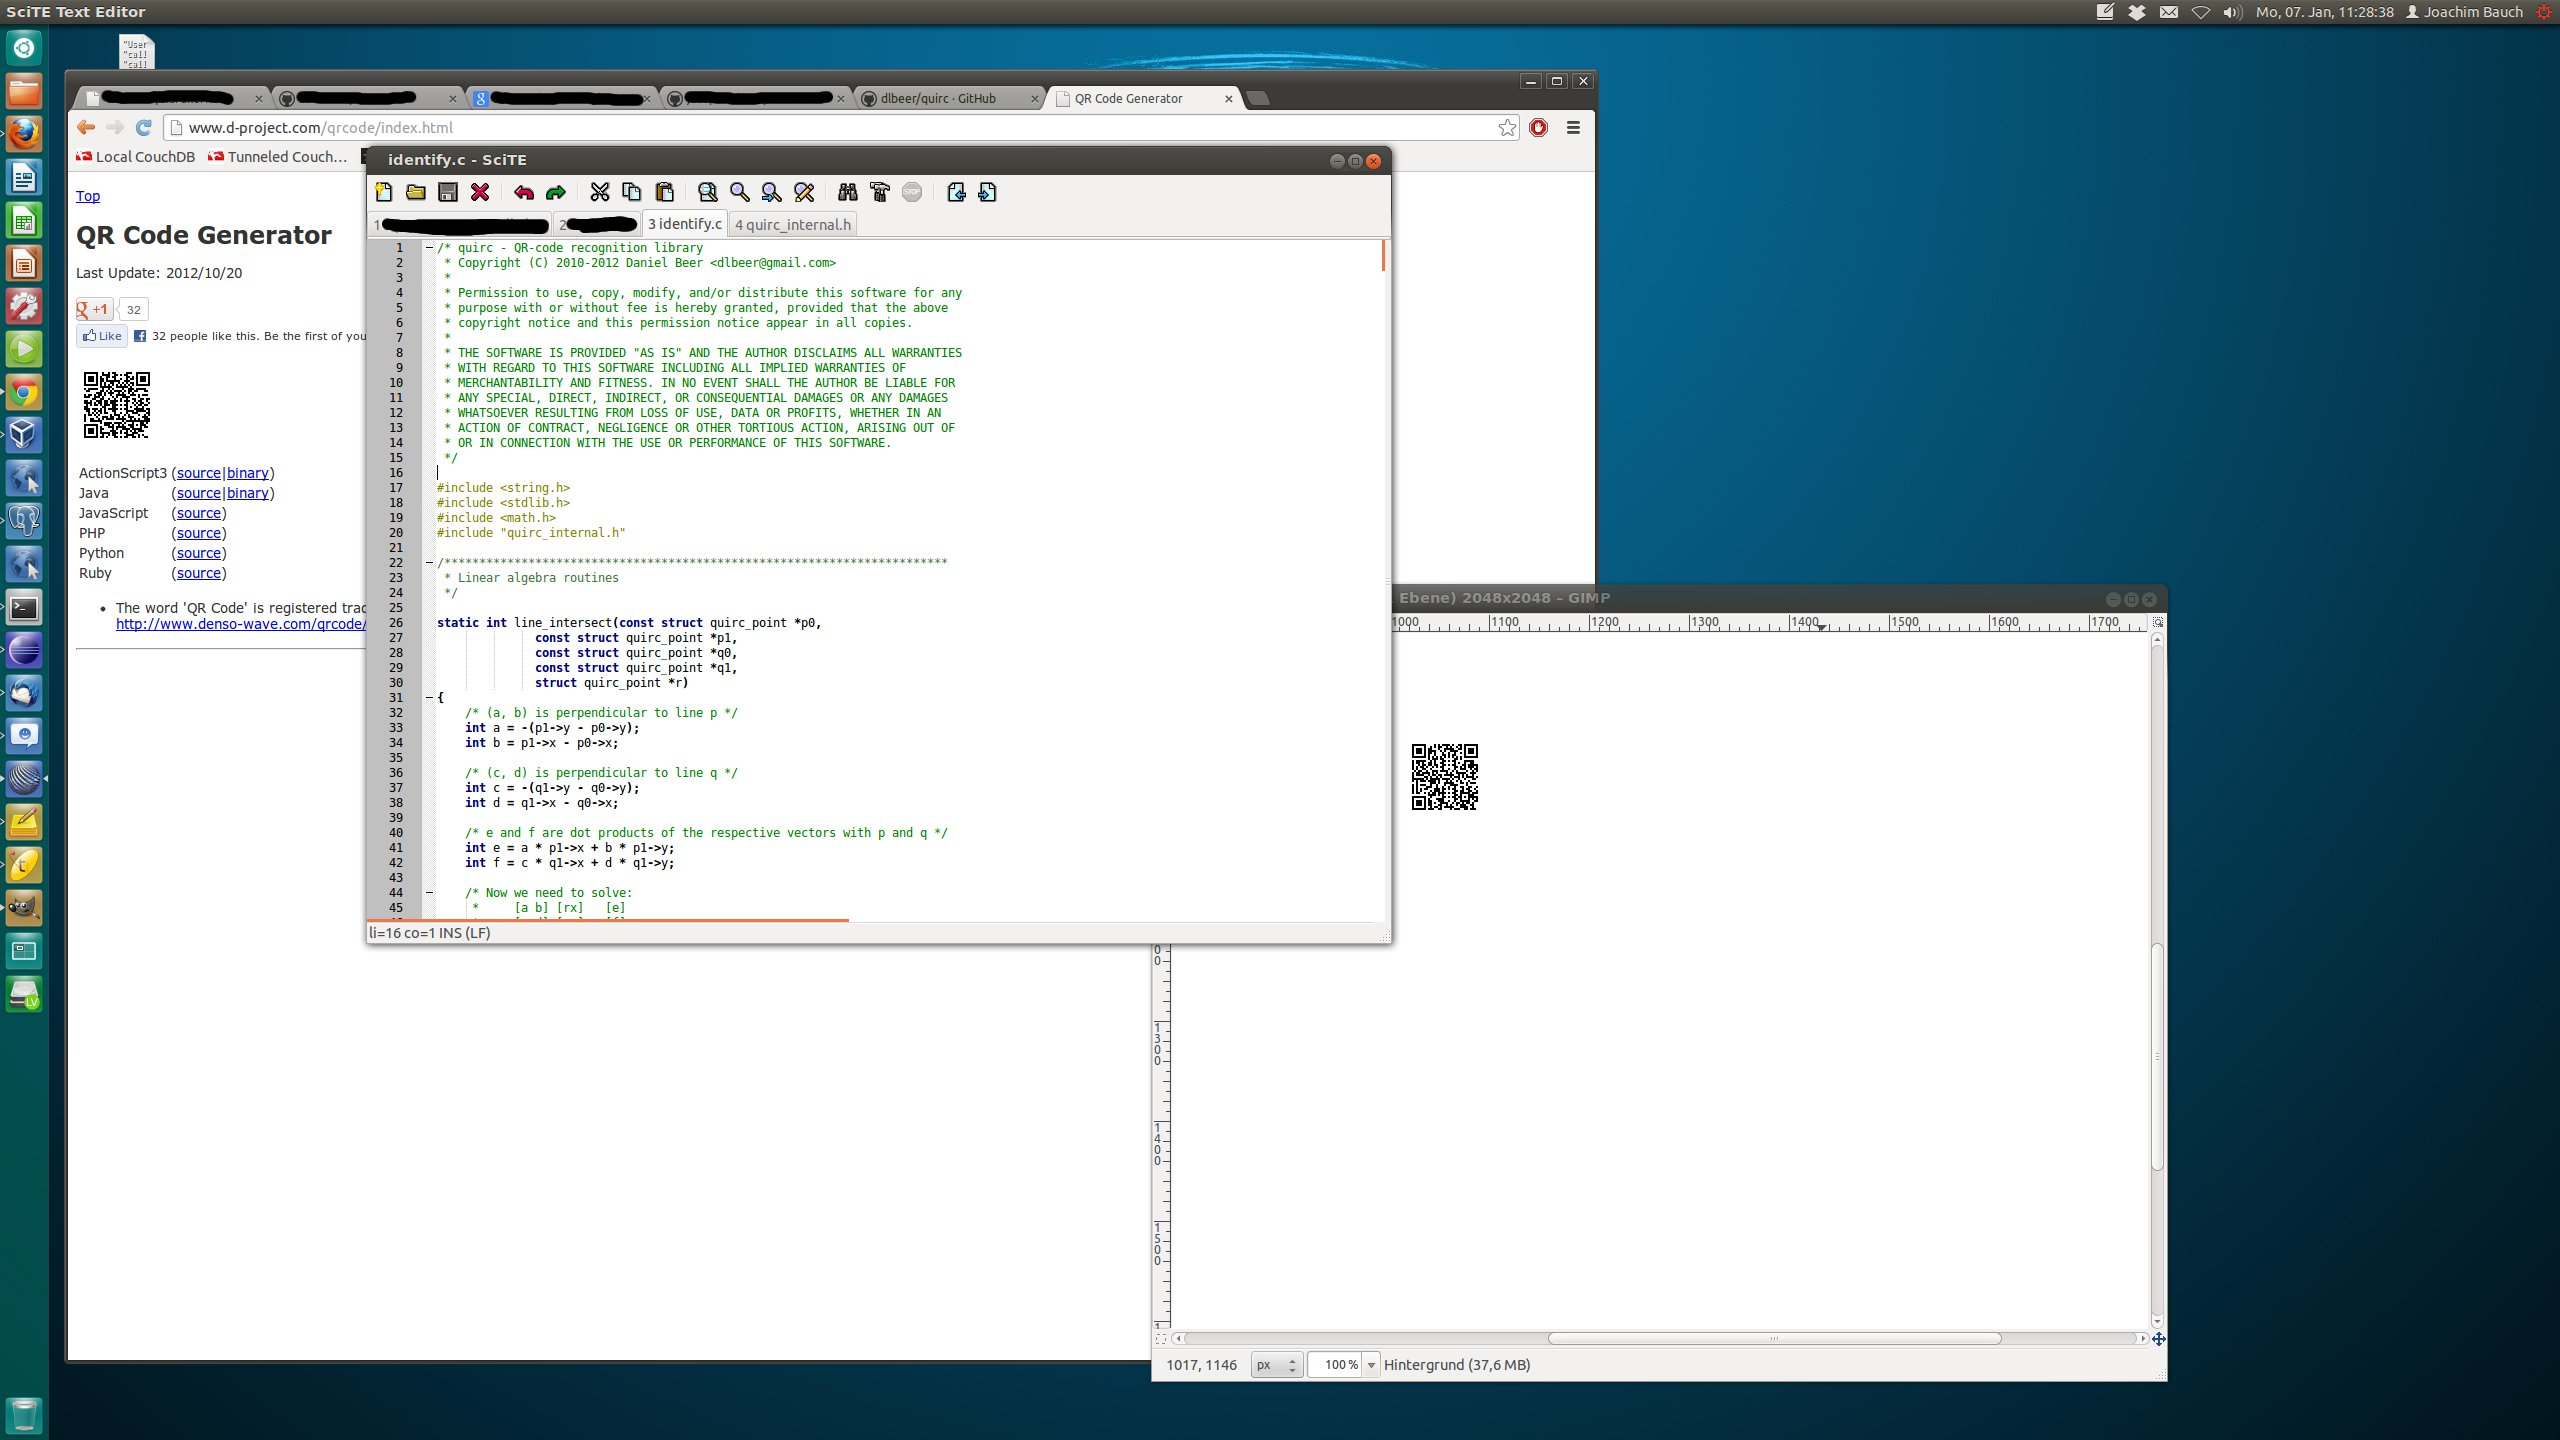 SciTE Text Editor
Mo, 07. Jan, 11:28:38 Joachim Bauch
"User
"call
"call
dlbeer/quirc · GitHub
QR Code Generator
www.d-project.com/qrcode/index.html
Local CouchDB
Tunneled Couch...
Top
QR Code Generator
Last Update: 2012/10/20
+1
32
Like
32 people like this. Be the first of you
ActionScript3 (source|binary)
Java (source|binary)
JavaScript (source)
PHP (source)
Python (source)
Ruby (source)
• The word 'QR Code' is registered trad
http://www.denso-wave.com/qrcode/
identify.c - SciTE
STOP
1
2
3 identify.c
4 quirc_internal.h
1 /* quirc - QR-code recognition library
2 * Copyright (C) 2010-2012 Daniel Beer <dlbeer@gmail.com>
3 *
4 * Permission to use, copy, modify, and/or distribute this software for any
5 * purpose with or without fee is hereby granted, provided that the above
6 * copyright notice and this permission notice appear in all copies.
7 *
8 * THE SOFTWARE IS PROVIDED "AS IS" AND THE AUTHOR DISCLAIMS ALL WARRANTIES
9 * WITH REGARD TO THIS SOFTWARE INCLUDING ALL IMPLIED WARRANTIES OF
10 * MERCHANTABILITY AND FITNESS. IN NO EVENT SHALL THE AUTHOR BE LIABLE FOR
11 * ANY SPECIAL, DIRECT, INDIRECT, OR CONSEQUENTIAL DAMAGES OR ANY DAMAGES
12 * WHATSOEVER RESULTING FROM LOSS OF USE, DATA OR PROFITS, WHETHER IN AN
13 * ACTION OF CONTRACT, NEGLIGENCE OR OTHER TORTIOUS ACTION, ARISING OUT OF
14 * OR IN CONNECTION WITH THE USE OR PERFORMANCE OF THIS SOFTWARE.
15 */
16
17 #include <string.h>
18 #include <stdlib.h>
19 #include <math.h>
20 #include "quirc_internal.h"
21
22 /************************************************************************
23 * Linear algebra routines
24 */
25
26 static int line_intersect(const struct quirc_point *p0,
27 const struct quirc_point *p1,
28 const struct quirc_point *q0,
29 const struct quirc_point *q1,
30 struct quirc_point *r)
31 {
32 /* (a, b) is perpendicular to line p */
33 int a = -(p1->y - p0->y);
34 int b = p1->x - p0->x;
35
36 /* (c, d) is perpendicular to line q */
37 int c = -(q1->y - q0->y);
38 int d = q1->x - q0->x;
39
40 /* e and f are dot products of the respective vectors with p and q */
41 int e = a * p1->x + b * p1->y;
42 int f = c * q1->x + d * q1->y;
43
44 /* Now we need to solve:
45 * [a b] [rx] [e]
li=16 co=1 INS (LF)
Ebene) 2048x2048 – GIMP
1000 1100 1200 1300 1400 1500 1600 1700
1300
1400
1500
1017, 1146 px 100 % Hintergrund (37,6 MB)
LV